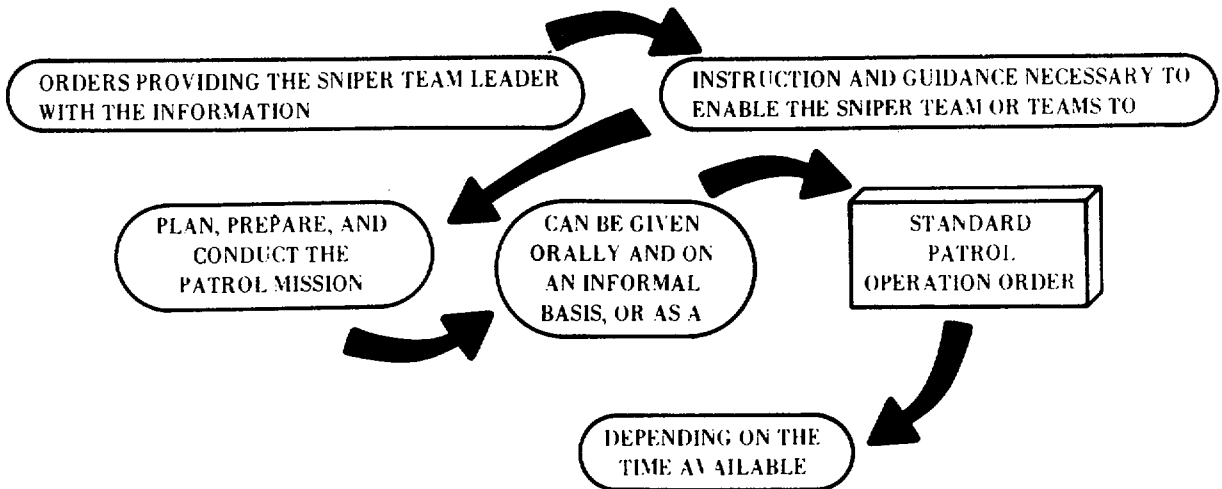 ORDERS PROVIDING THE SNIPER TEAM LEADER
WITH THE INFORMATION
INSTRUCTION AND GUIDANCE NECESSARY TO
ENABLE THE SNIPER TEAM OR TEAMS TO
PLAN, PREPARE, AND
CONDUCT THE
PATROL MISSION
CAN BE GIVEN
ORALLY AND ON
AN INFORMAL
BASIS, OR AS A
STANDARD
PATROL
OPERATION ORDER
DEPENDING ON THE
TIME AVAILABLE